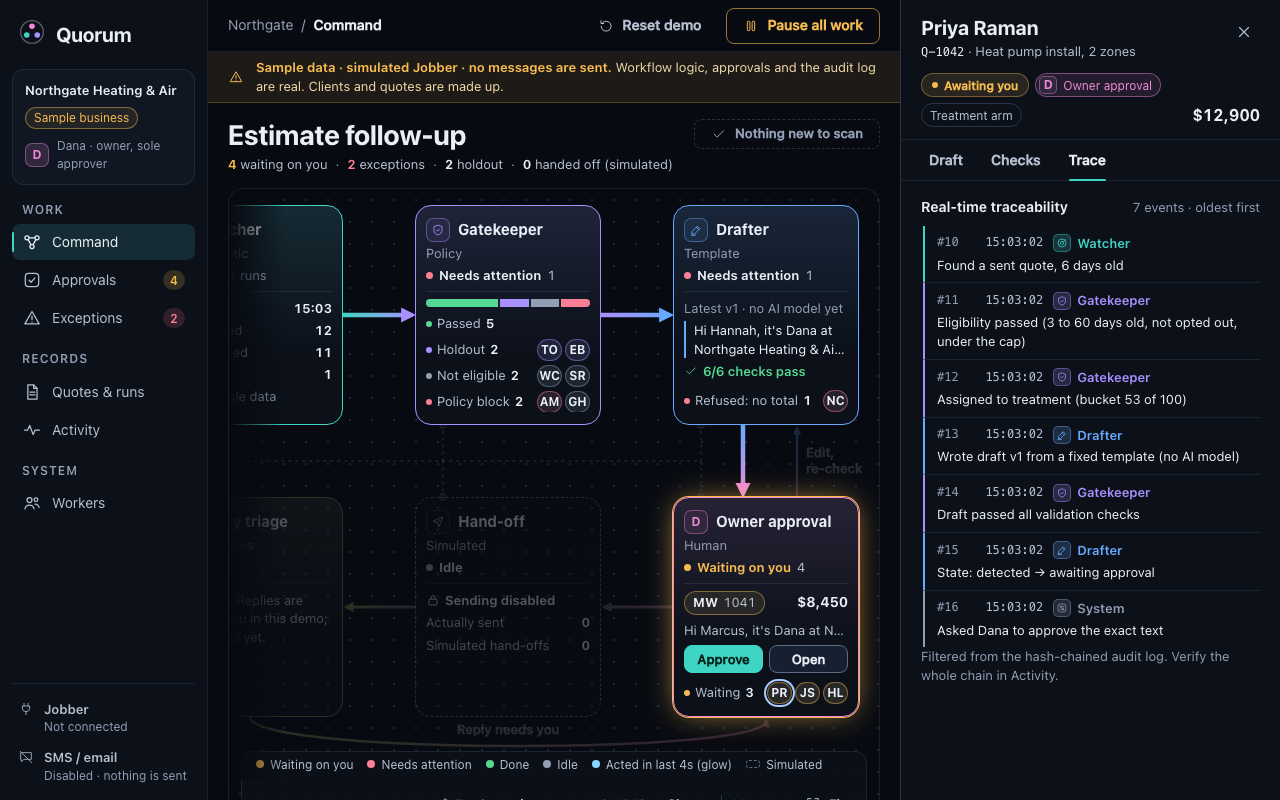 Quorum
Northgate Heating & Air
Sample business
D
Dana · owner, sole
approver
WORK
Command
Approvals
4
Exceptions
2
RECORDS
Quotes & runs
Activity
SYSTEM
Workers
Jobber
Not connected
SMS / email
Disabled · nothing is sent
Northgate / Command
Reset demo
Pause all work
Sample data · simulated Jobber · no messages are sent. Workflow logic, approvals and the audit log
are real. Clients and quotes are made up.
Estimate follow-up
Nothing new to scan
4 waiting on you · 2 exceptions · 2 holdout · 0 handed off (simulated)
runs
15:03
12
11
1
data
Gatekeeper
Policy
Needs attention 1
Passed 5
Holdout 2 TO EB
Not eligible 2 WC SR
Policy block 2 AM GH
Drafter
Template
Needs attention 1
Latest v1 · no AI model yet
Hi Hannah, it's Dana at
Northgate Heating & Ai...
6/6 checks pass
Refused: no total 1 NC
Edit,
re-check
triage
Replies are
in this demo;
yet.
Hand-off
Simulated
Idle
Sending disabled
Actually sent 0
Simulated hand-offs 0
D Owner approval
Human
Waiting on you 4
MW 1041 $8,450
Hi Marcus, it's Dana at N...
Approve Open
Waiting 3 PR JS HL
Reply needs you
Waiting on you Needs attention Done Idle Acted in last 4s (glow) Simulated
Priya Raman
Q-1042 · Heat pump install, 2 zones
Awaiting you D Owner approval
Treatment arm $12,900
Draft Checks Trace
Real-time traceability 7 events · oldest first
#10 15:03:02 Watcher
Found a sent quote, 6 days old
#11 15:03:02 Gatekeeper
Eligibility passed (3 to 60 days old, not opted out,
under the cap)
#12 15:03:02 Gatekeeper
Assigned to treatment (bucket 53 of 100)
#13 15:03:02 Drafter
Wrote draft v1 from a fixed template (no AI model)
#14 15:03:02 Gatekeeper
Draft passed all validation checks
#15 15:03:02 Drafter
State: detected → awaiting approval
#16 15:03:02 System
Asked Dana to approve the exact text
Filtered from the hash-chained audit log. Verify the
whole chain in Activity.